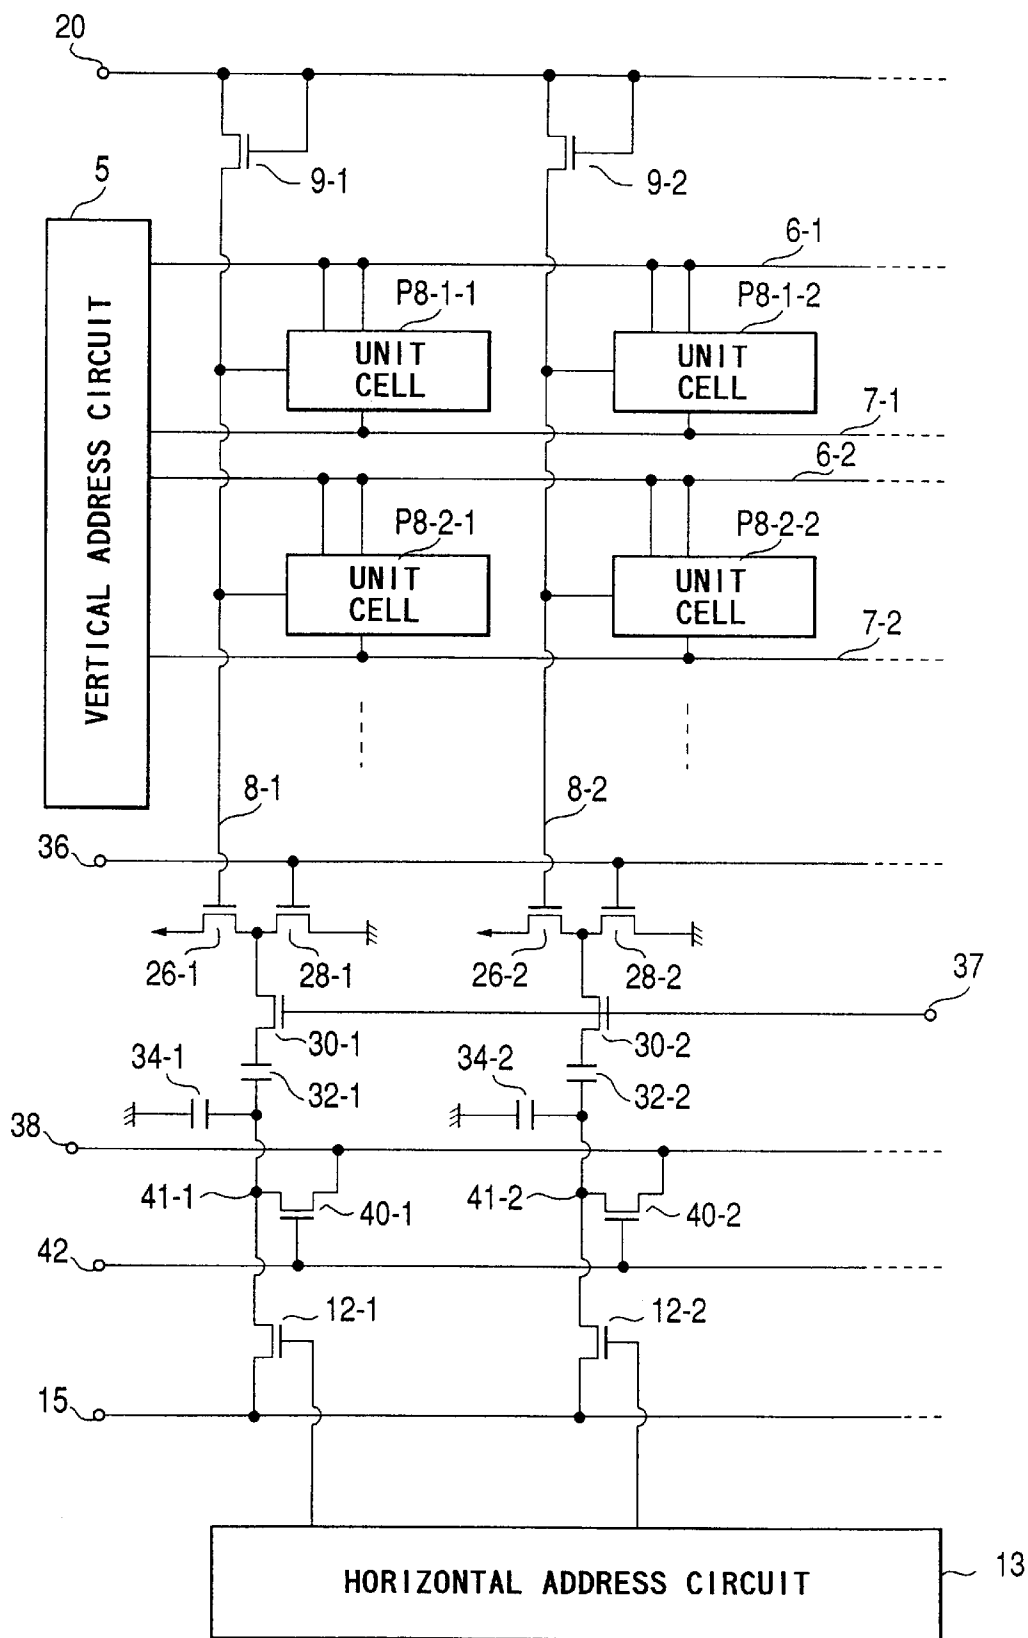 20
9-1
9-2
5
6-1
P8-1-1
P8-1-2
UNIT
CELL
UNIT
CELL
7-1
6-2
VERTICAL ADDRESS CIRCUIT
P8-2-1
P8-2-2
UNIT
CELL
UNIT
CELL
7-2
8-1
8-2
36
26-1
28-1
26-2
28-2
37
30-1
30-2
34-1
32-1
34-2
32-2
38
41-1
40-1
41-2
40-2
42
12-1
12-2
15
HORIZONTAL ADDRESS CIRCUIT
13